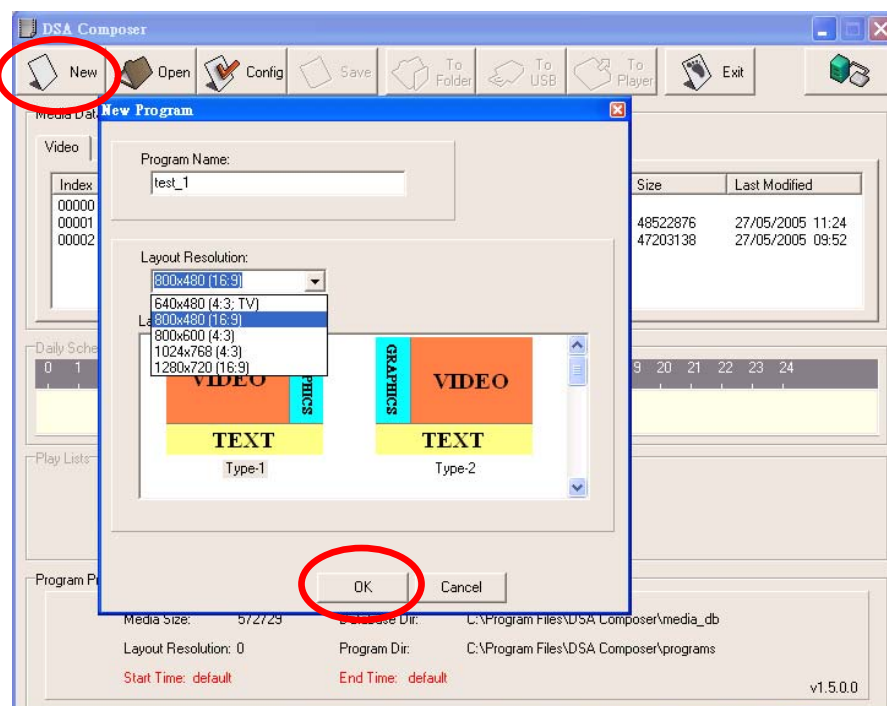 DSA Composer
New Open Config Save To Folder To USB To Player Exit
New Program
Video
Program Name:
test_1
Index Size Last Modified
00000
00001 48522876 27/05/2005 11:24
00002 47203138 27/05/2005 09:52
Layout Resolution:
800x480 (16:9)
640x480 (4:3; TV)
800x480 (16:9)
800x600 (4:3)
1024x768 (4:3)
1280x720 (16:9)
0 1 9 20 21 22 23 24
VIDEO GRAPHICS VIDEO
TEXT TEXT
Type-1 Type-2
Play Lists
OK Cancel
Media Size: 572729 Database Dir: C:\Program Files\DSA Composer\media_db
Layout Resolution: 0 Program Dir: C:\Program Files\DSA Composer\programs
Start Time: default End Time: default
v1.5.0.0